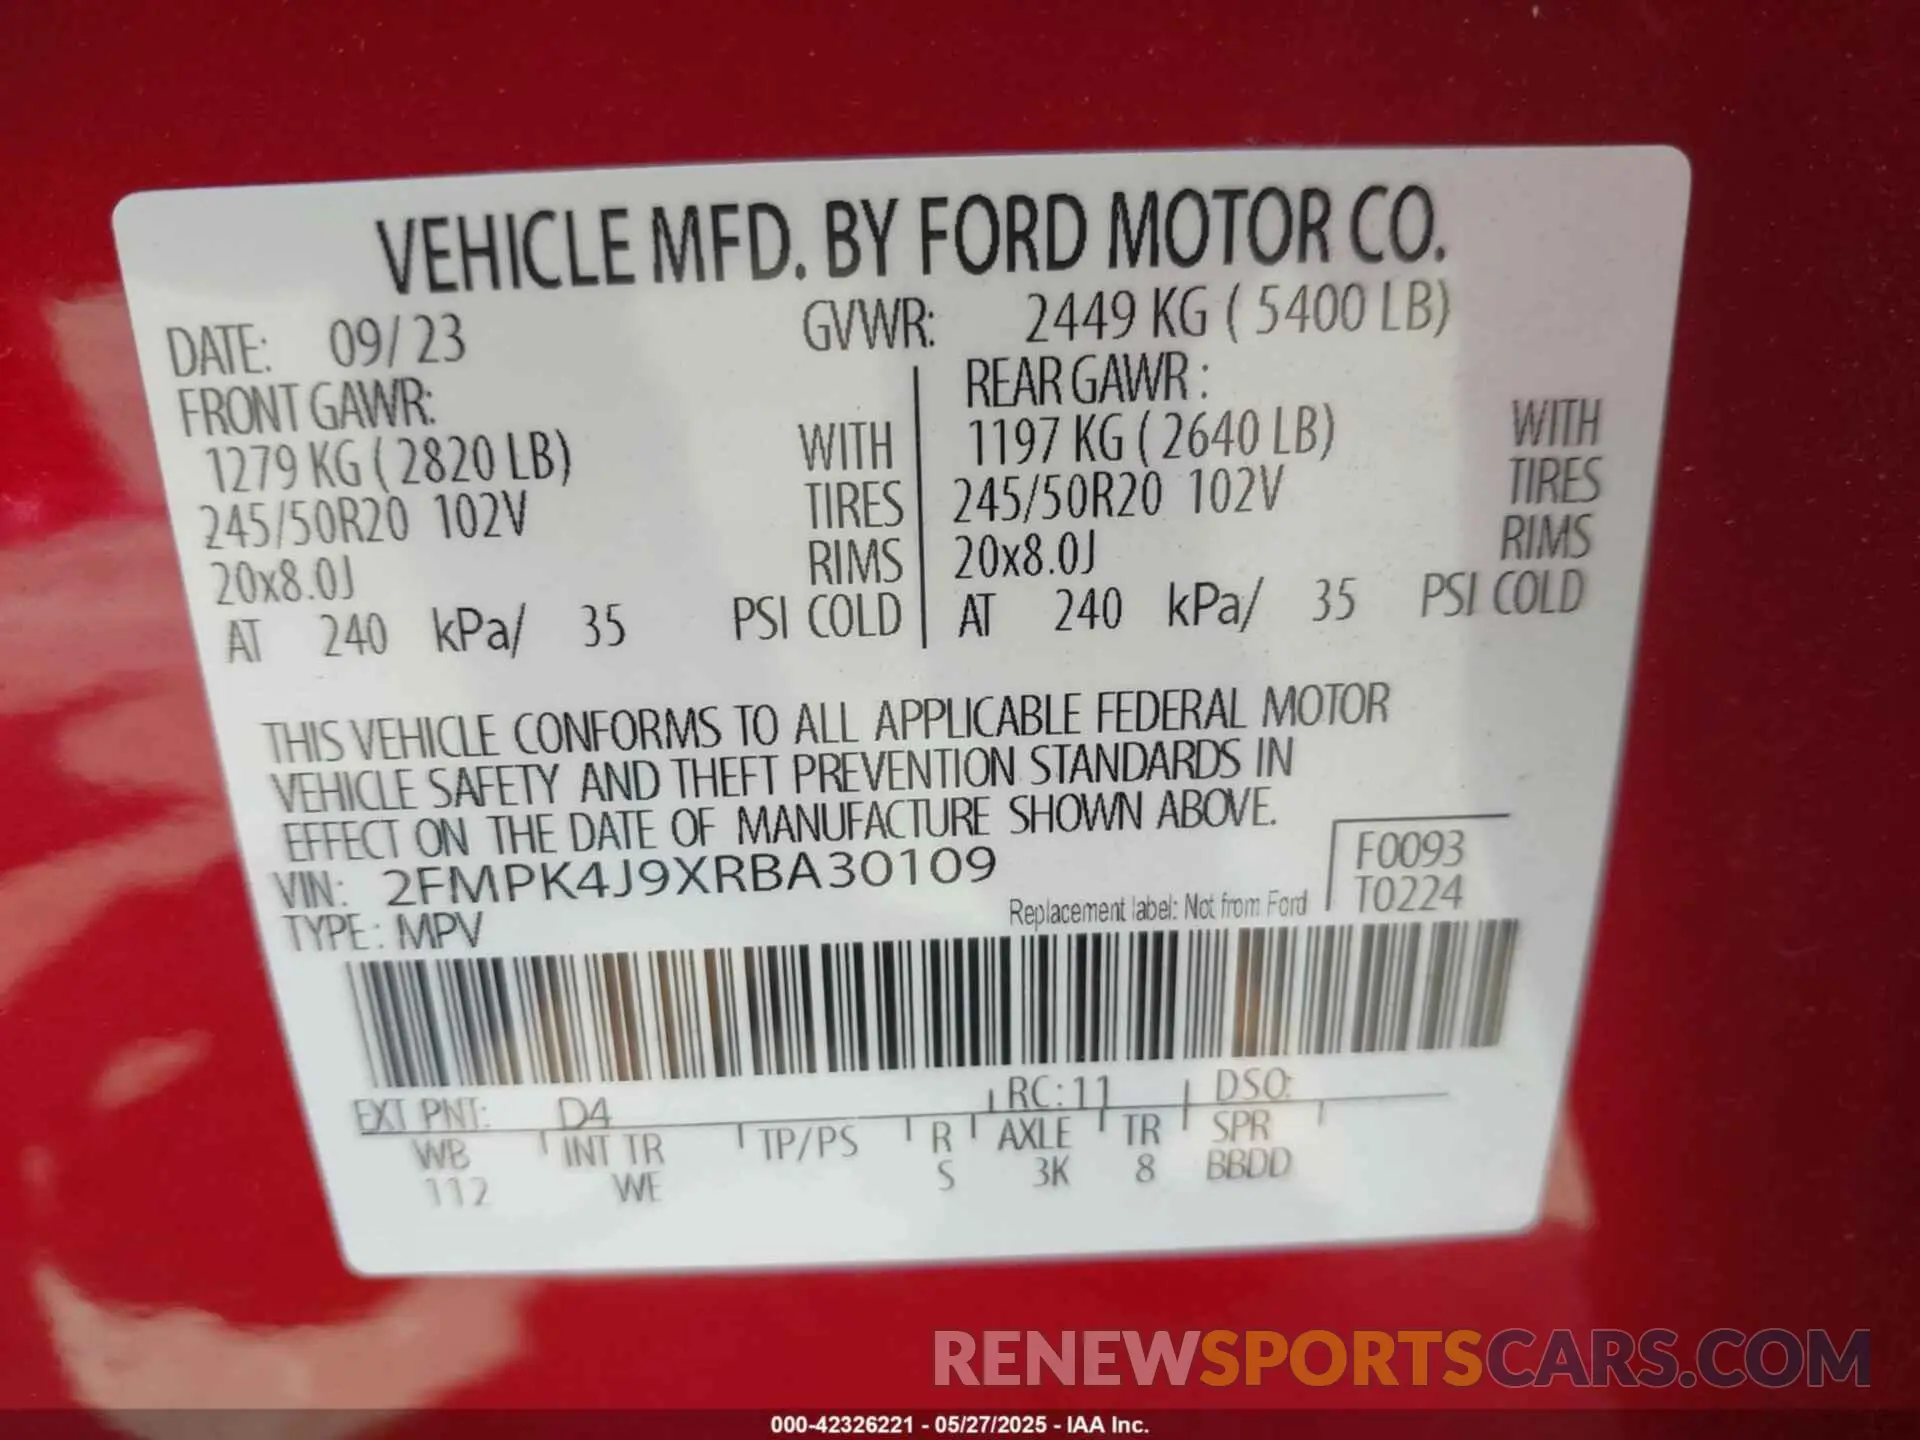 VEHICLE MFD. BY FORD MOTOR CO.
DATE: 09/23 GVWR: 2449 KG ( 5400 LB)
FRONT GAWR: REAR GAWR :
1279 KG ( 2820 LB) WITH 1197 KG ( 2640 LB) WITH
245/50R20 102V TIRES 245/50R20 102V TIRES
20x8.0J RIMS 20x8.0J RIMS
AT 240 kPa/ 35 PSI COLD AT 240 kPa/ 35 PSI COLD
THIS VEHICLE CONFORMS TO ALL APPLICABLE FEDERAL MOTOR
VEHICLE SAFETY AND THEFT PREVENTION STANDARDS IN
EFFECT ON THE DATE OF MANUFACTURE SHOWN ABOVE.
VIN: 2FMPK4J9XRBA30109 F0093
TYPE: MPV Replacement label: Not from Ford T0224
EXT PNT: D4 RC: 11 DSO:
WB INT TR TP/PS R AXLE TR SPR
112 WE S 3K 8 BBDD
RENEWSPORTSCARS.COM
000-42326221 - 05/27/2025 - IAA Inc.